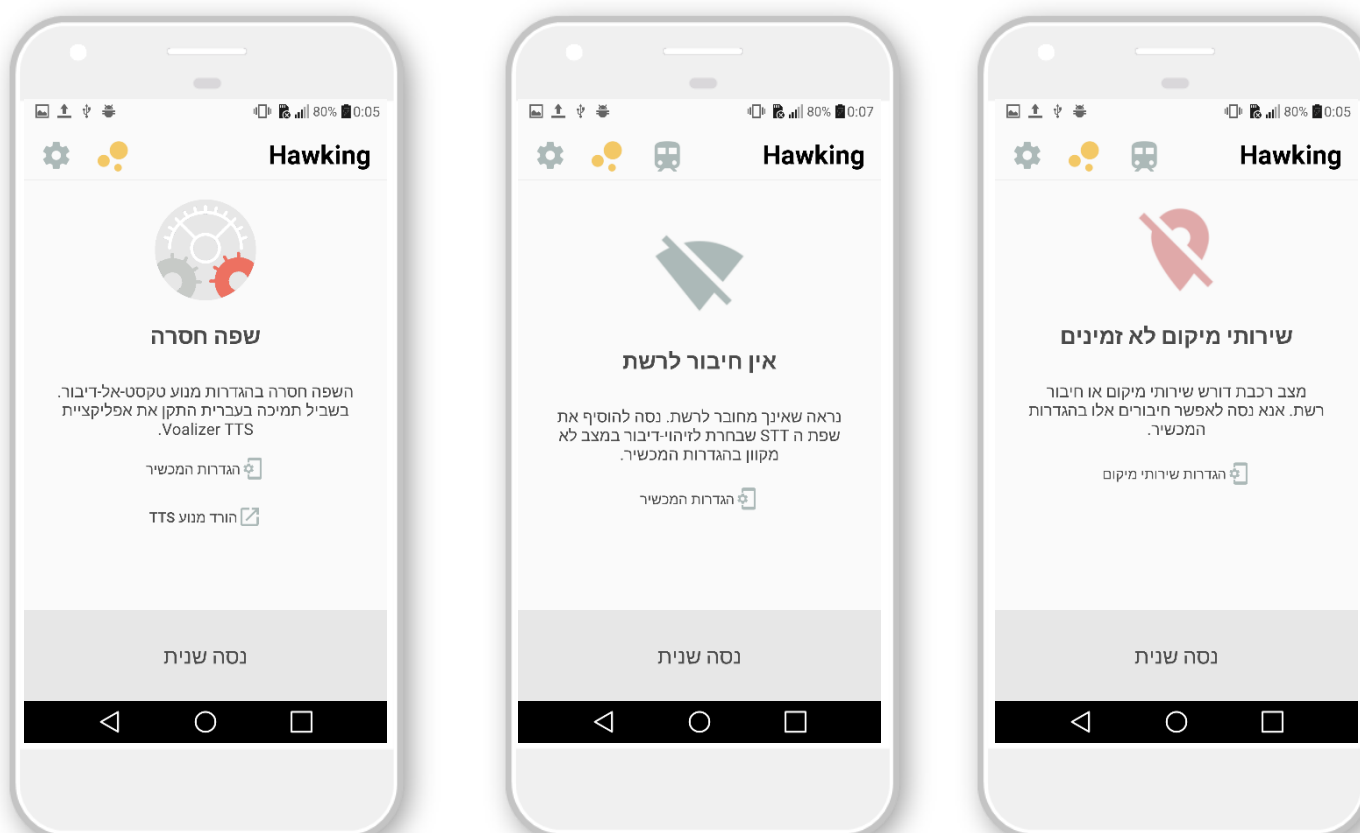 80% 0:05
Hawking
שפה חסרה
השפה חסרה בהגדרות מנוע טקסט-אל-דיבור.
בשביל תמיכה בעברית התקן את אפליקציית
Voalizer TTS.
הגדרות המכשיר
הורד מנוע TTS
נסה שנית
80% 0:07
Hawking
אין חיבור לרשת
נראה שאינך מחובר לרשת. נסה להוסיף את
שפת ה STT שבחרת לזיהוי-דיבור במצב לא
מקוון בהגדרות המכשיר.
הגדרות המכשיר
נסה שנית
80% 0:05
Hawking
שירותי מיקום לא זמינים
מצב רכבת דורש שירותי מיקום או חיבור
רשת. אנא נסה לאפשר חיבורים אלו בהגדרות
המכשיר.
הגדרות שירותי מיקום
נסה שנית